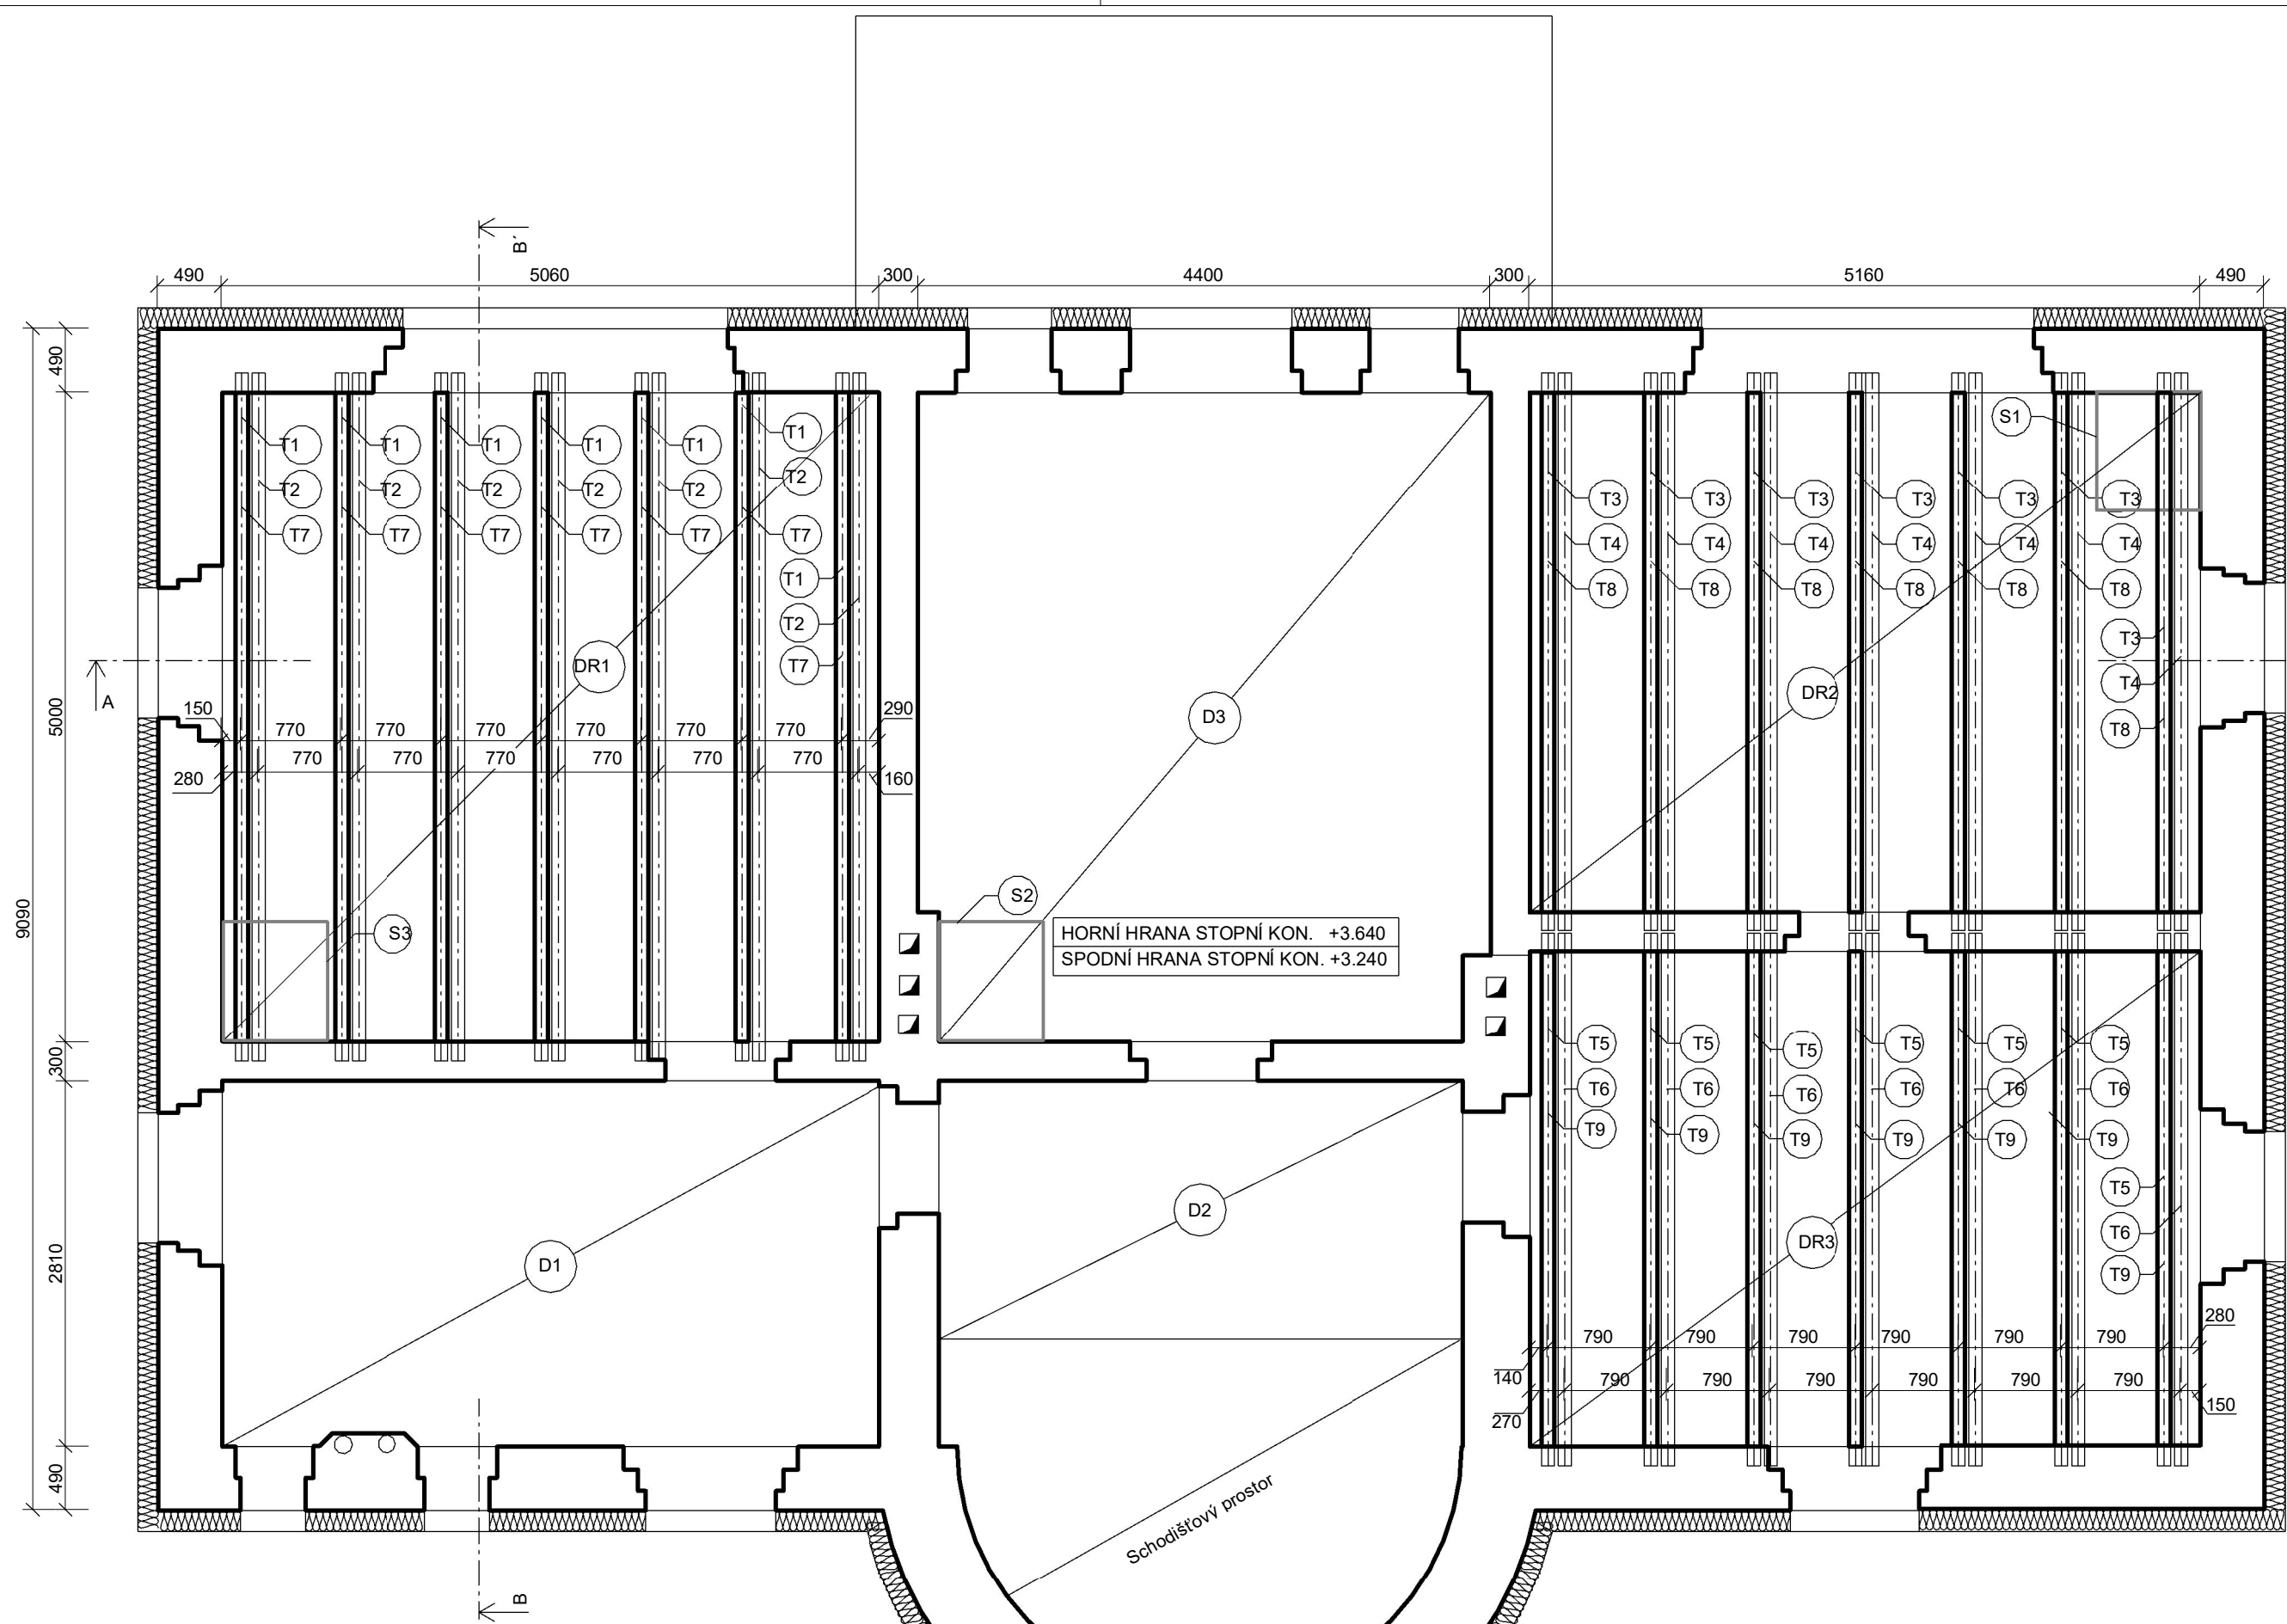 B´
490 5060 300 4400 300 5160 490
490
T1 T1 T1 T1 T1 T1
T2 T2 T2 T2 T2 T2
T7 T7 T7 T7 T7 T7
T1
T2
T7
S1
T3 T3 T3 T3 T3 T3
T4 T4 T4 T4 T4 T4
T8 T8 T8 T8 T8 T8
T3
T4
T8
DR1
D3
DR2
A
5000
9090
150 770 770 770 770 770 770 290
280 770 770 770 770 770 770 160
S3
S2
HORNÍ HRANA STOPNÍ KON. +3.640
SPODNÍ HRANA STOPNÍ KON. +3.240
300
T5 T5 T5 T5 T5 T5
T6 T6 T6 T6 T6 T6
T9 T9 T9 T9 T9 T9
T5
T6
T9
D1
D2
DR3
2810
140 790 790 790 790 790 790 280
270 790 790 790 790 790 790 150
490
Schodišťový prostor
B